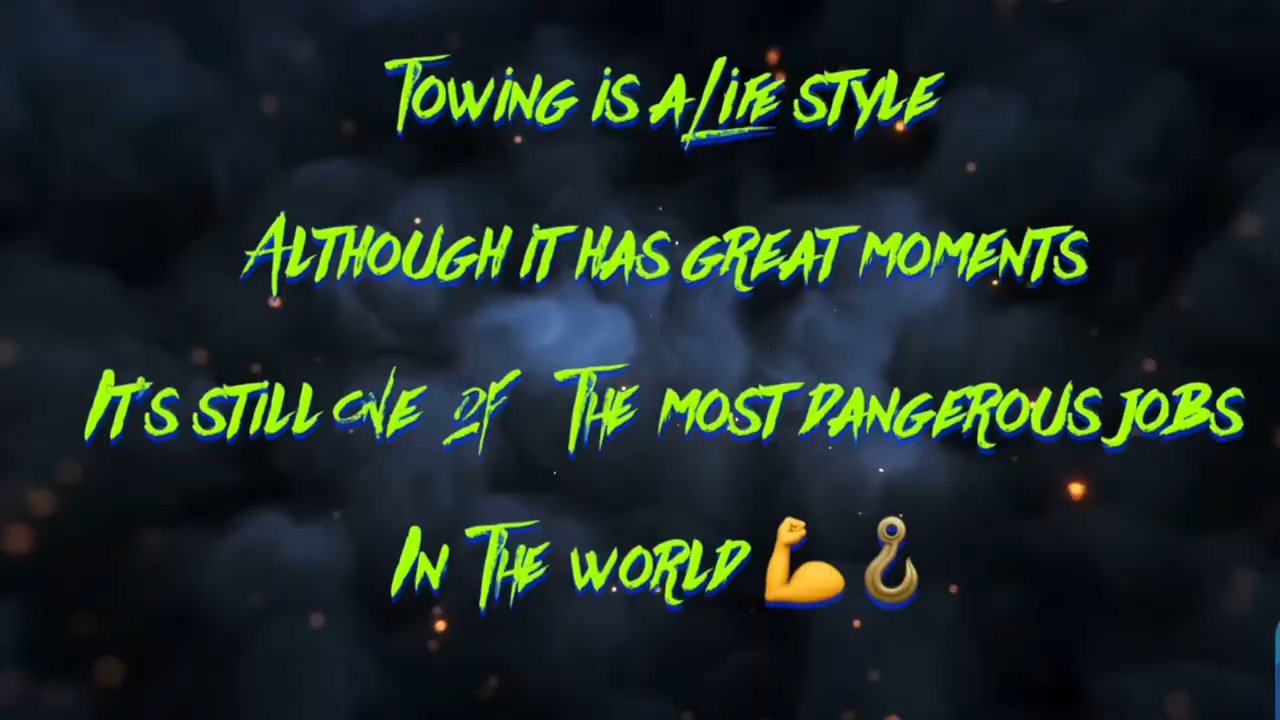 Towing is a Life style
Although it has great moments
It's still one of The most dangerous jobs
In The world 💪🪝